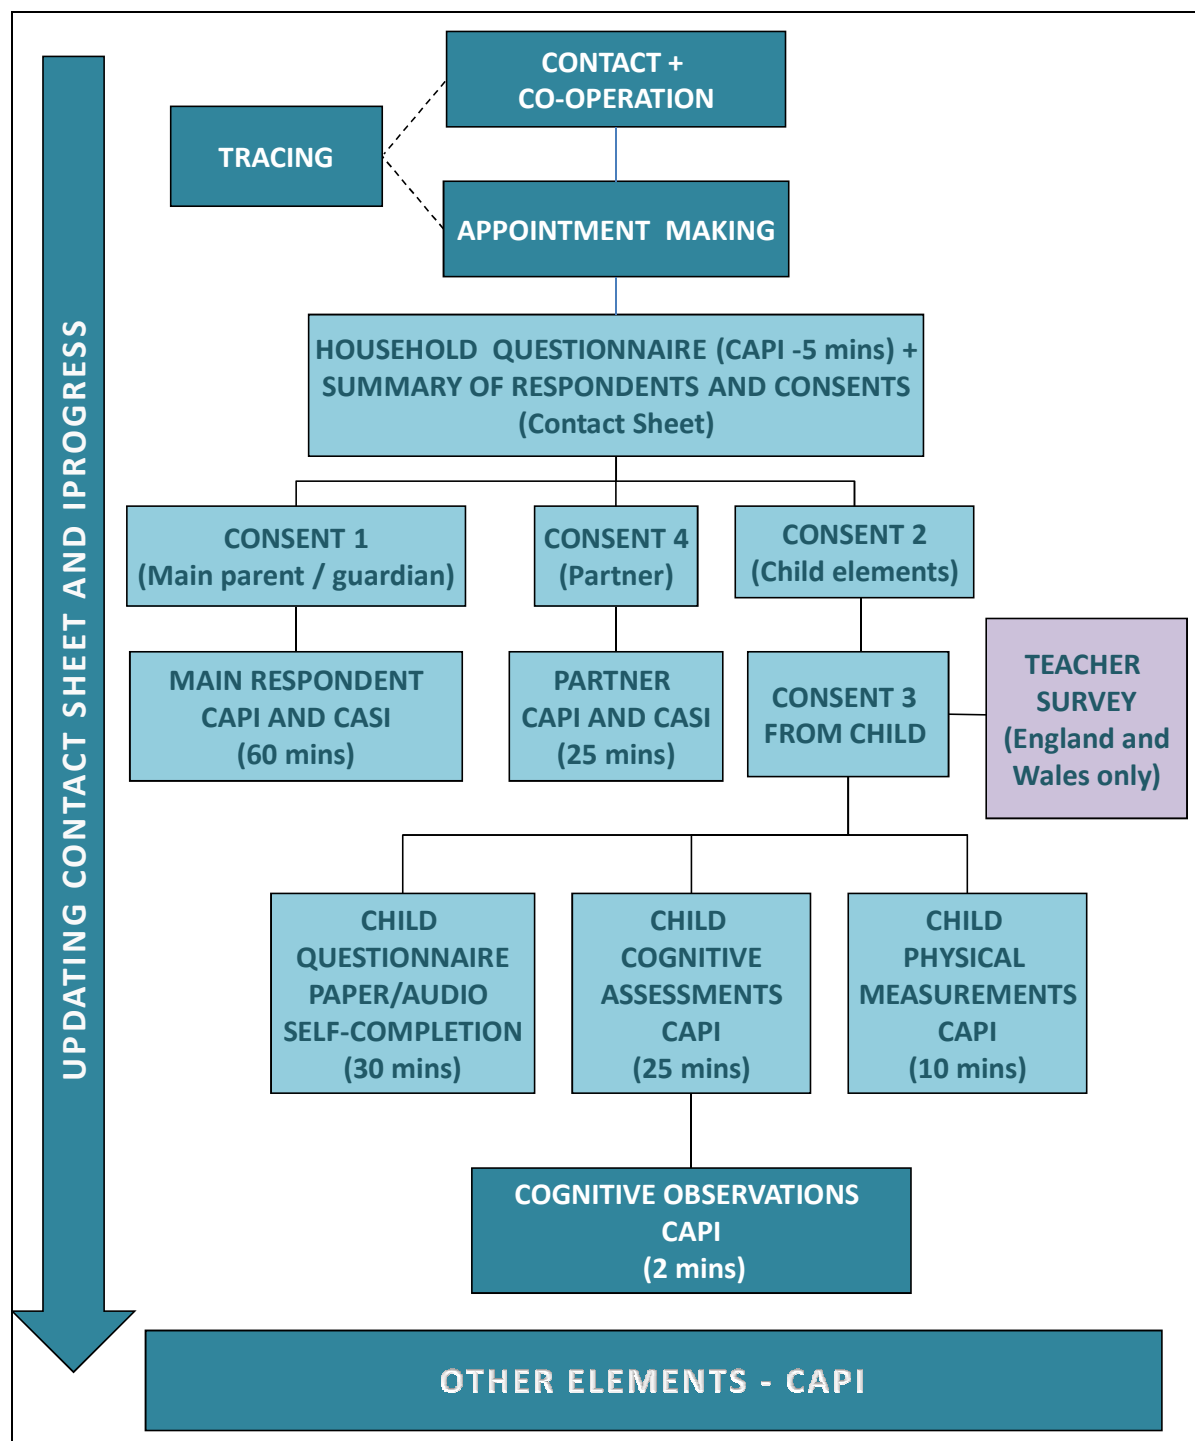 CONTACT +
CO-OPERATION
TRACING
APPOINTMENT MAKING
HOUSEHOLD QUESTIONNAIRE (CAPI -5 mins) +
SUMMARY OF RESPONDENTS AND CONSENTS
(Contact Sheet)
CONSENT 1
(Main parent / guardian)
CONSENT 4
(Partner)
CONSENT 2
(Child elements)
MAIN RESPONDENT
CAPI AND CASI
(60 mins)
PARTNER
CAPI AND CASI
(25 mins)
CONSENT 3
FROM CHILD
TEACHER
SURVEY
(England and
Wales only)
CHILD
QUESTIONNAIRE
PAPER/AUDIO
SELF-COMPLETION
(30 mins)
CHILD
COGNITIVE
ASSESSMENTS
CAPI
(25 mins)
CHILD
PHYSICAL
MEASUREMENTS
CAPI
(10 mins)
COGNITIVE OBSERVATIONS
CAPI
(2 mins)
UPDATING CONTACT SHEET AND IPROGRESS
OTHER ELEMENTS - CAPI